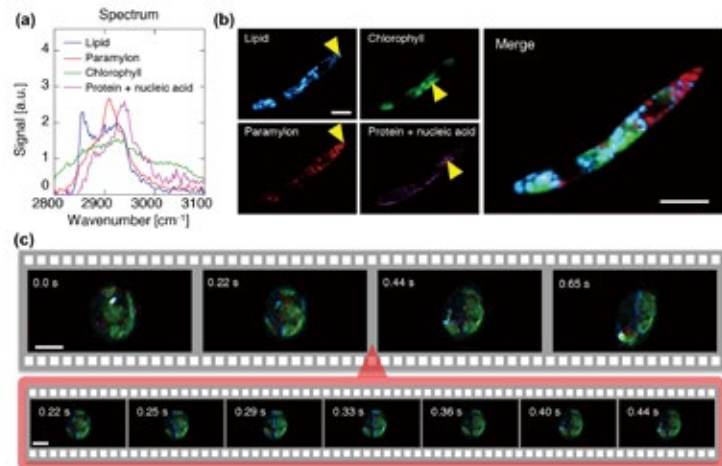 (a)
Spectrum
Signal [a.u.]
5
4
3
2
1
0
Lipid
Paramylon
Chlorophyll
Protein + nucleic acid
2800
2900
3000
3100
Wavenumber [cm⁻¹]
(b)
Lipid
Chlorophyll
Paramylon
Protein + nucleic acid
Merge
(c)
0.0 s
0.22 s
0.44 s
0.65 s
0.22 s
0.25 s
0.29 s
0.33 s
0.36 s
0.40 s
0.44 s